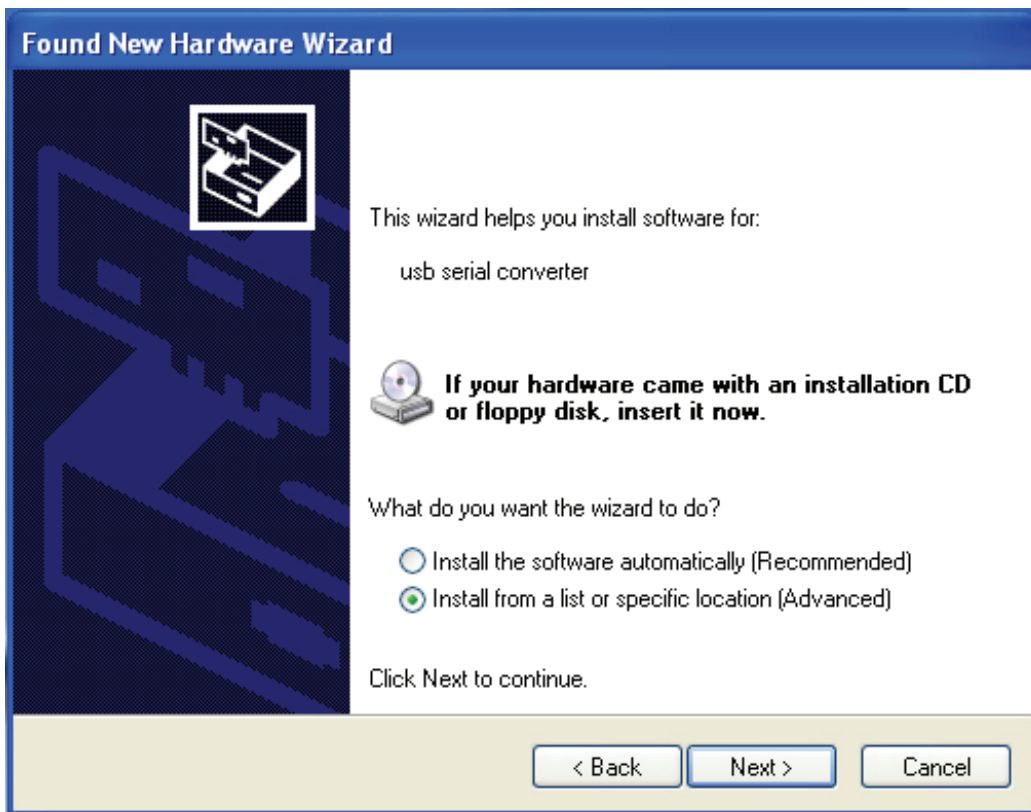 Found New Hardware Wizard
This wizard helps you install software for:
usb serial converter
If your hardware came with an installation CD
or floppy disk, insert it now.
What do you want the wizard to do?
Install the software automatically (Recommended)
Install from a list or specific location (Advanced)
Click Next to continue.
< Back
Next >
Cancel